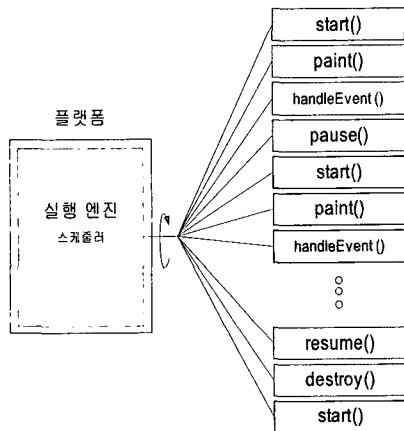 start()
paint()
handleEvent()
플랫폼
pause()
실행 엔진
start()
스케줄러
paint()
handleEvent()
resume()
destroy()
start()